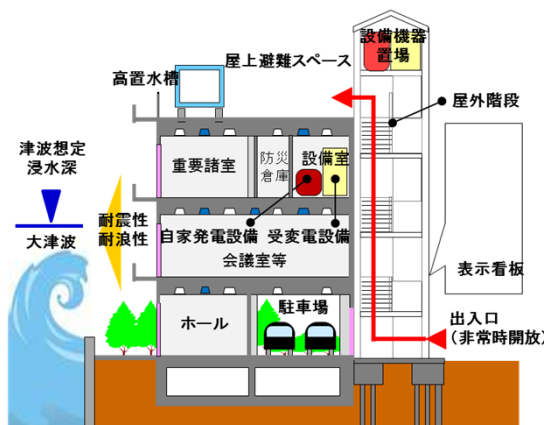 設備機器
置場
屋上避難スペース
高置水槽
屋外階段
津波想定
浸水深
重要諸室
防災
倉庫
設備室
耐震性
耐浪性
大津波
自家発電設備
受変電設備
会議室等
表示看板
ホール
駐車場
出入口
(非常時開放)